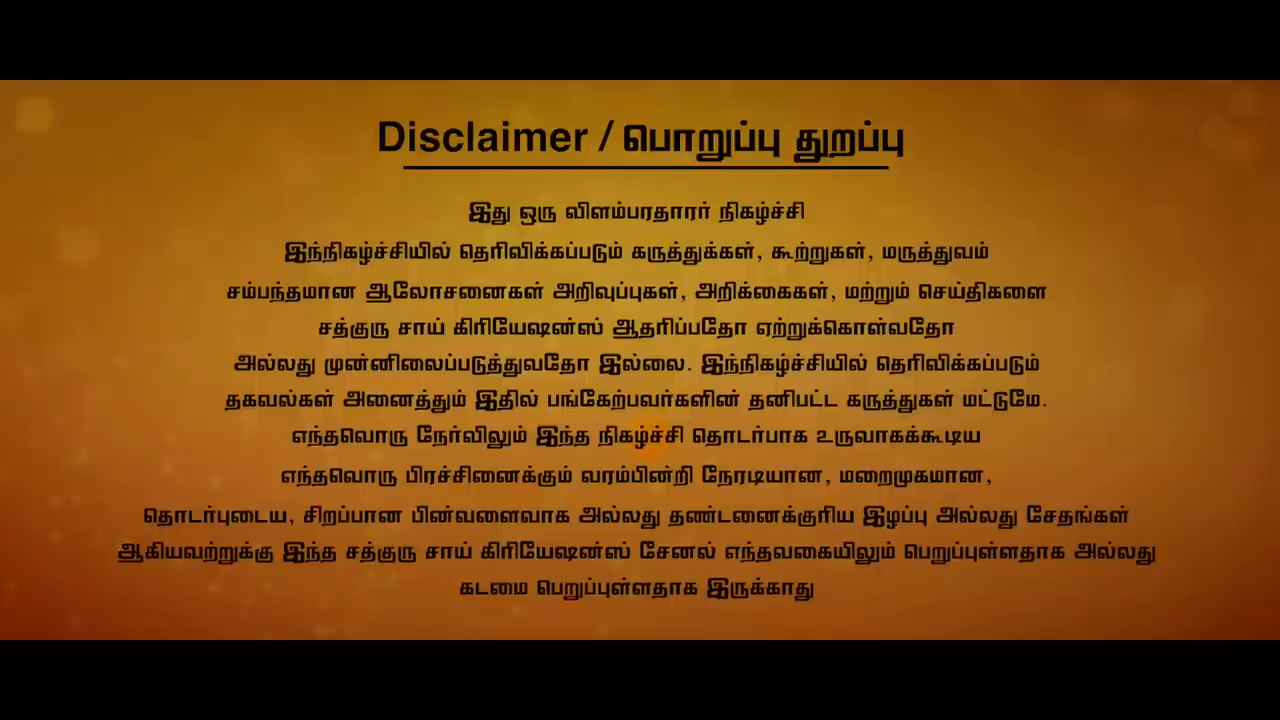 Disclaimer / பொறுப்பு துறப்பு
இது ஒரு விளம்பரதாரர் நிகழ்ச்சி
இந்நிகழ்ச்சியில் தெரிவிக்கப்படும் கருத்துக்கள், கூற்றுகள், மருத்துவம்
சம்பந்தமான ஆலோசனைகள் அறிவுப்புகள், அறிக்கைகள், மற்றும் செய்திகளை
சத்குரு சாய் கிரியேஷன்ஸ் ஆதரிப்பதோ ஏற்றுக்கொள்வதோ
அல்லது முன்னிலைப்படுத்துவதோ இல்லை. இந்நிகழ்ச்சியில் தெரிவிக்கப்படும்
தகவல்கள் அனைத்தும் இதில் பங்கேற்பவர்களின் தனிபட்ட கருத்துகள் மட்டுமே.
எந்தவொரு நேர்விலும் இந்த நிகழ்ச்சி தொடர்பாக உருவாகக்கூடிய
எந்தவொரு பிரச்சினைக்கும் வரம்பின்றி நேரடியான, மறைமுகமான,
தொடர்புடைய, சிறப்பான பின்வளைவாக அல்லது தண்டனைக்குரிய இழப்பு அல்லது சேதங்கள்
ஆகியவற்றுக்கு இந்த சத்குரு சாய் கிரியேஷன்ஸ் சேனல் எந்தவகையிலும் பெறுப்புள்ளதாக அல்லது
கடமை பெறுப்புள்ளதாக இருக்காது